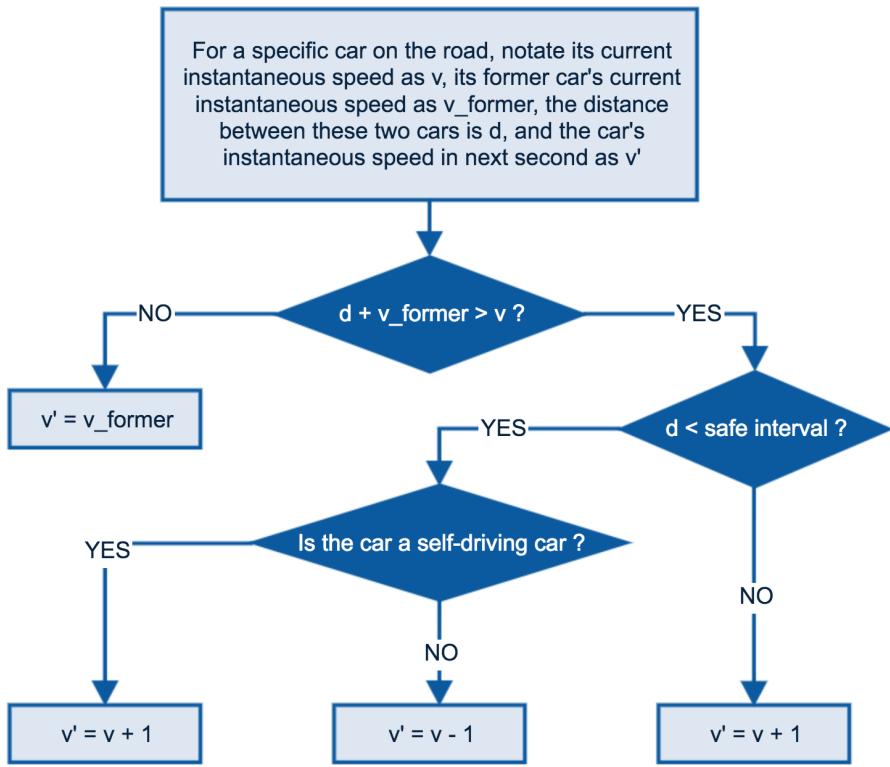 For a specific car on the road, notate its current
instantaneous speed as v, its former car's current
instantaneous speed as v_former, the distance
between these two cars is d, and the car's
instantaneous speed in next second as v'
d + v_former > v ?
NO
YES
v' = v_former
d < safe interval ?
YES
Is the car a self-driving car ?
YES
NO
NO
v' = v + 1
v' = v - 1
v' = v + 1